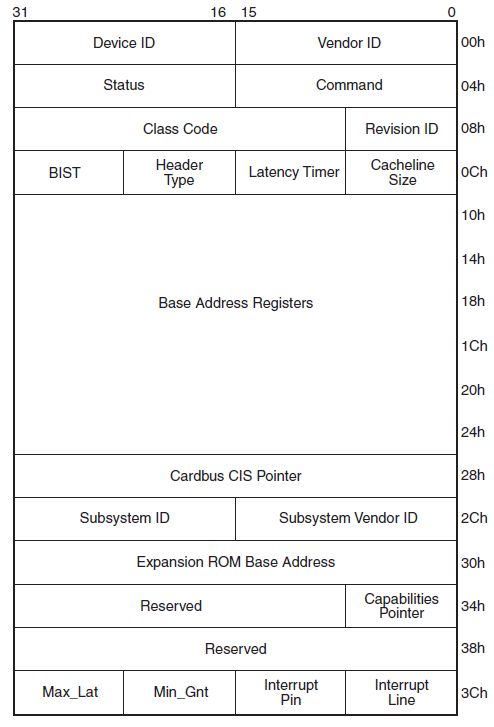 31 16 15 0
Device ID Vendor ID 00h
Status Command 04h
Class Code Revision ID 08h
BIST Header Type Latency Timer Cacheline Size 0Ch
10h
14h
Base Address Registers 18h
1Ch
20h
24h
Cardbus CIS Pointer 28h
Subsystem ID Subsystem Vendor ID 2Ch
Expansion ROM Base Address 30h
Reserved Capabilities Pointer 34h
Reserved 38h
Max_Lat Min_Gnt Interrupt Pin Interrupt Line 3Ch